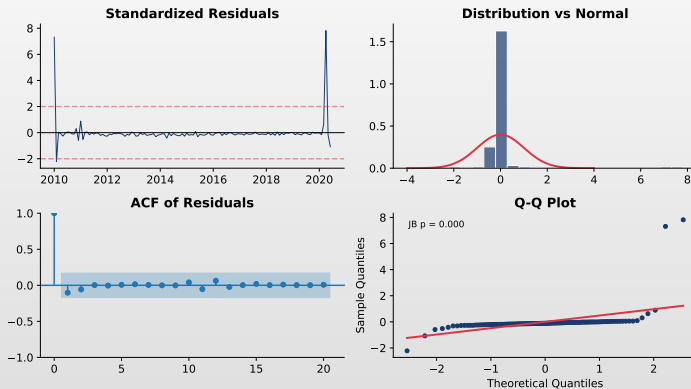 Standardized Residuals
8
6
4
2
0
−2
2010 2012 2014 2016 2018 2020
Distribution vs Normal
1.5
1.0
0.5
0.0
−4 −2 0 2 4 6 8
ACF of Residuals
1.0
0.5
0.0
−0.5
−1.0
0 5 10 15 20
Q-Q Plot
JB p = 0.000
Sample Quantiles
8
6
4
2
0
−2
−2 −1 0 1 2
Theoretical Quantiles